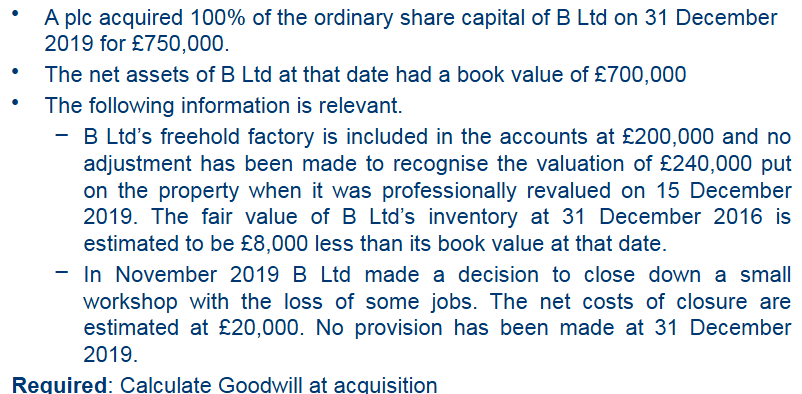 • A plc acquired 100% of the ordinary share capital of B Ltd on 31 December
2019 for £750,000.
• The net assets of B Ltd at that date had a book value of £700,000
• The following information is relevant.
– B Ltd’s freehold factory is included in the accounts at £200,000 and no
adjustment has been made to recognise the valuation of £240,000 put
on the property when it was professionally revalued on 15 December
2019. The fair value of B Ltd’s inventory at 31 December 2016 is
estimated to be £8,000 less than its book value at that date.
– In November 2019 B Ltd made a decision to close down a small
workshop with the loss of some jobs. The net costs of closure are
estimated at £20,000. No provision has been made at 31 December
2019.
Required: Calculate Goodwill at acquisition